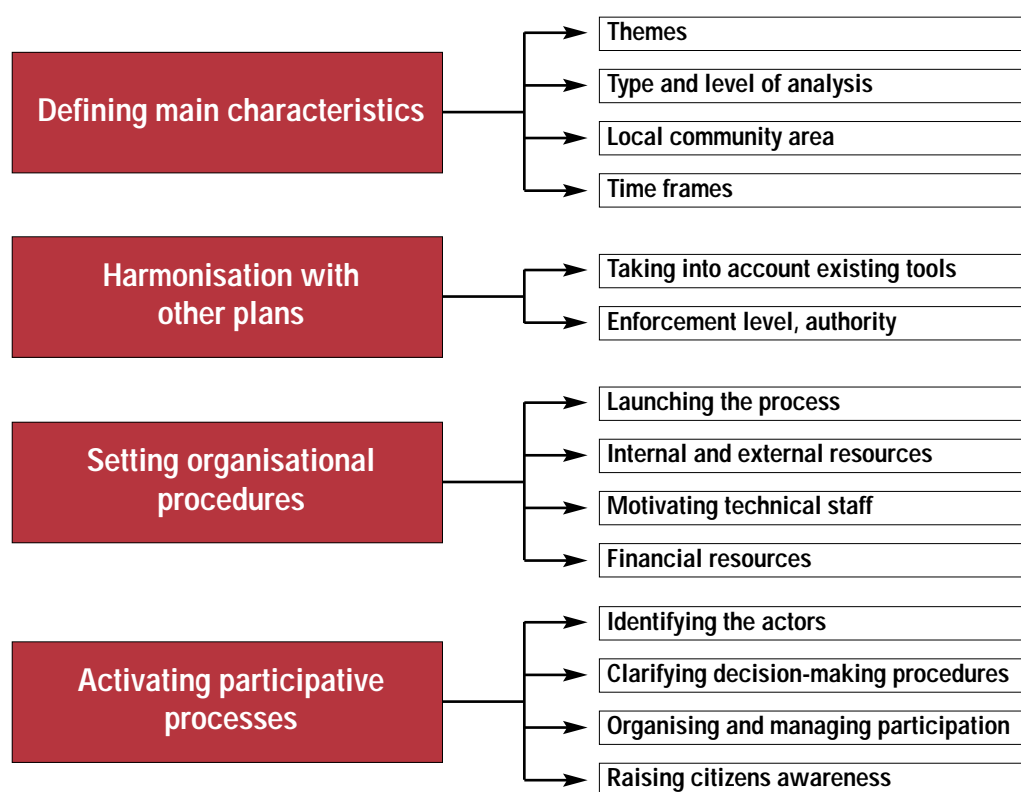 Defining main characteristics
Themes
Type and level of analysis
Local community area
Time frames
Harmonisation with
other plans
Taking into account existing tools
Enforcement level, authority
Setting organisational
procedures
Launching the process
Internal and external resources
Motivating technical staff
Financial resources
Activating participative
processes
Identifying the actors
Clarifying decision-making procedures
Organising and managing participation
Raising citizens awareness